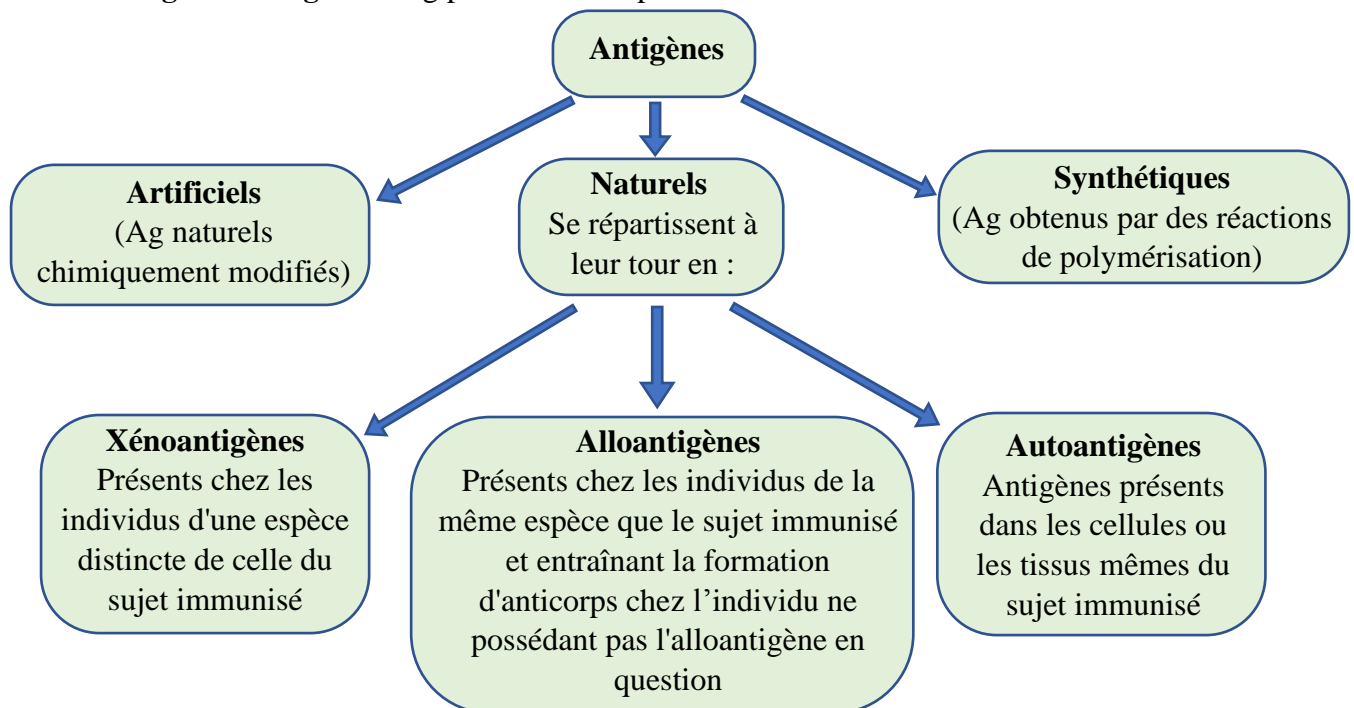 Antigènes
Artificiels
(Ag naturels
chimiquement modifiés)
Naturels
Se répartissent à
leur tour en :
Synthétiques
(Ag obtenus par des réactions
de polymérisation)
Xénoantigènes
Présents chez les
individus d'une espèce
distincte de celle du
sujet immunisé
Alloantigènes
Présents chez les individus de la
même espèce que le sujet immunisé
et entraînant la formation
d'anticorps chez l’individu ne
possédant pas l'alloantigène en
question
Autoantigènes
Antigènes présents
dans les cellules ou
les tissus mêmes du
sujet immunisé